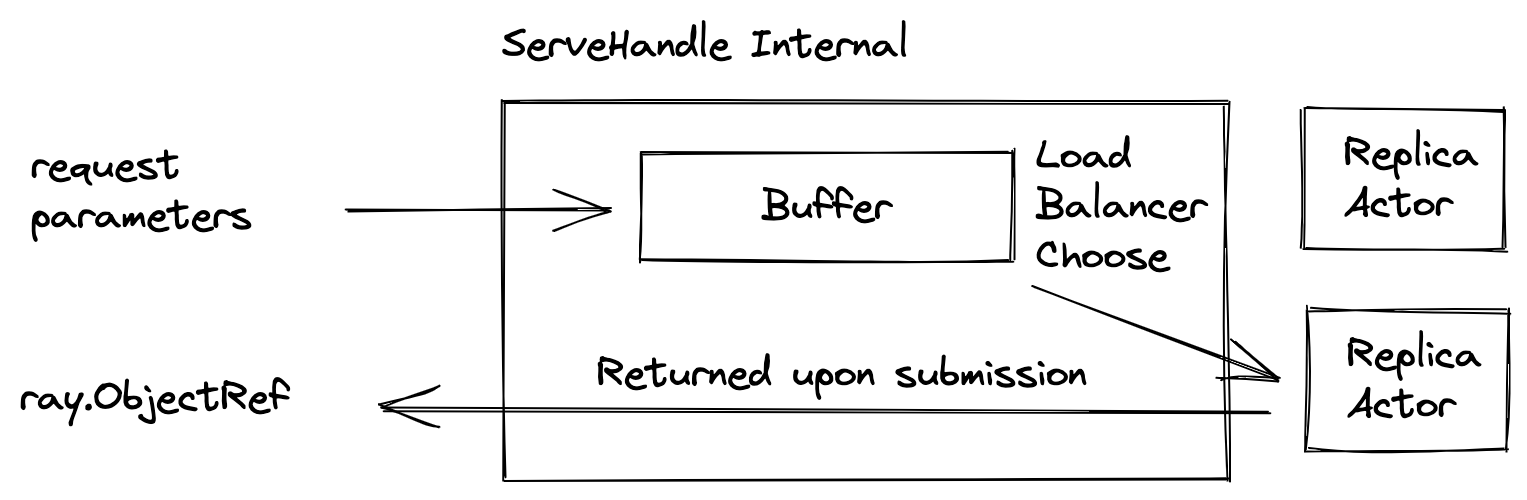 ServeHandle Internal
request
parameters
Buffer
Load
Balancer
Choose
Replica
Actor
Returned upon submission
ray.ObjectRef
Replica
Actor